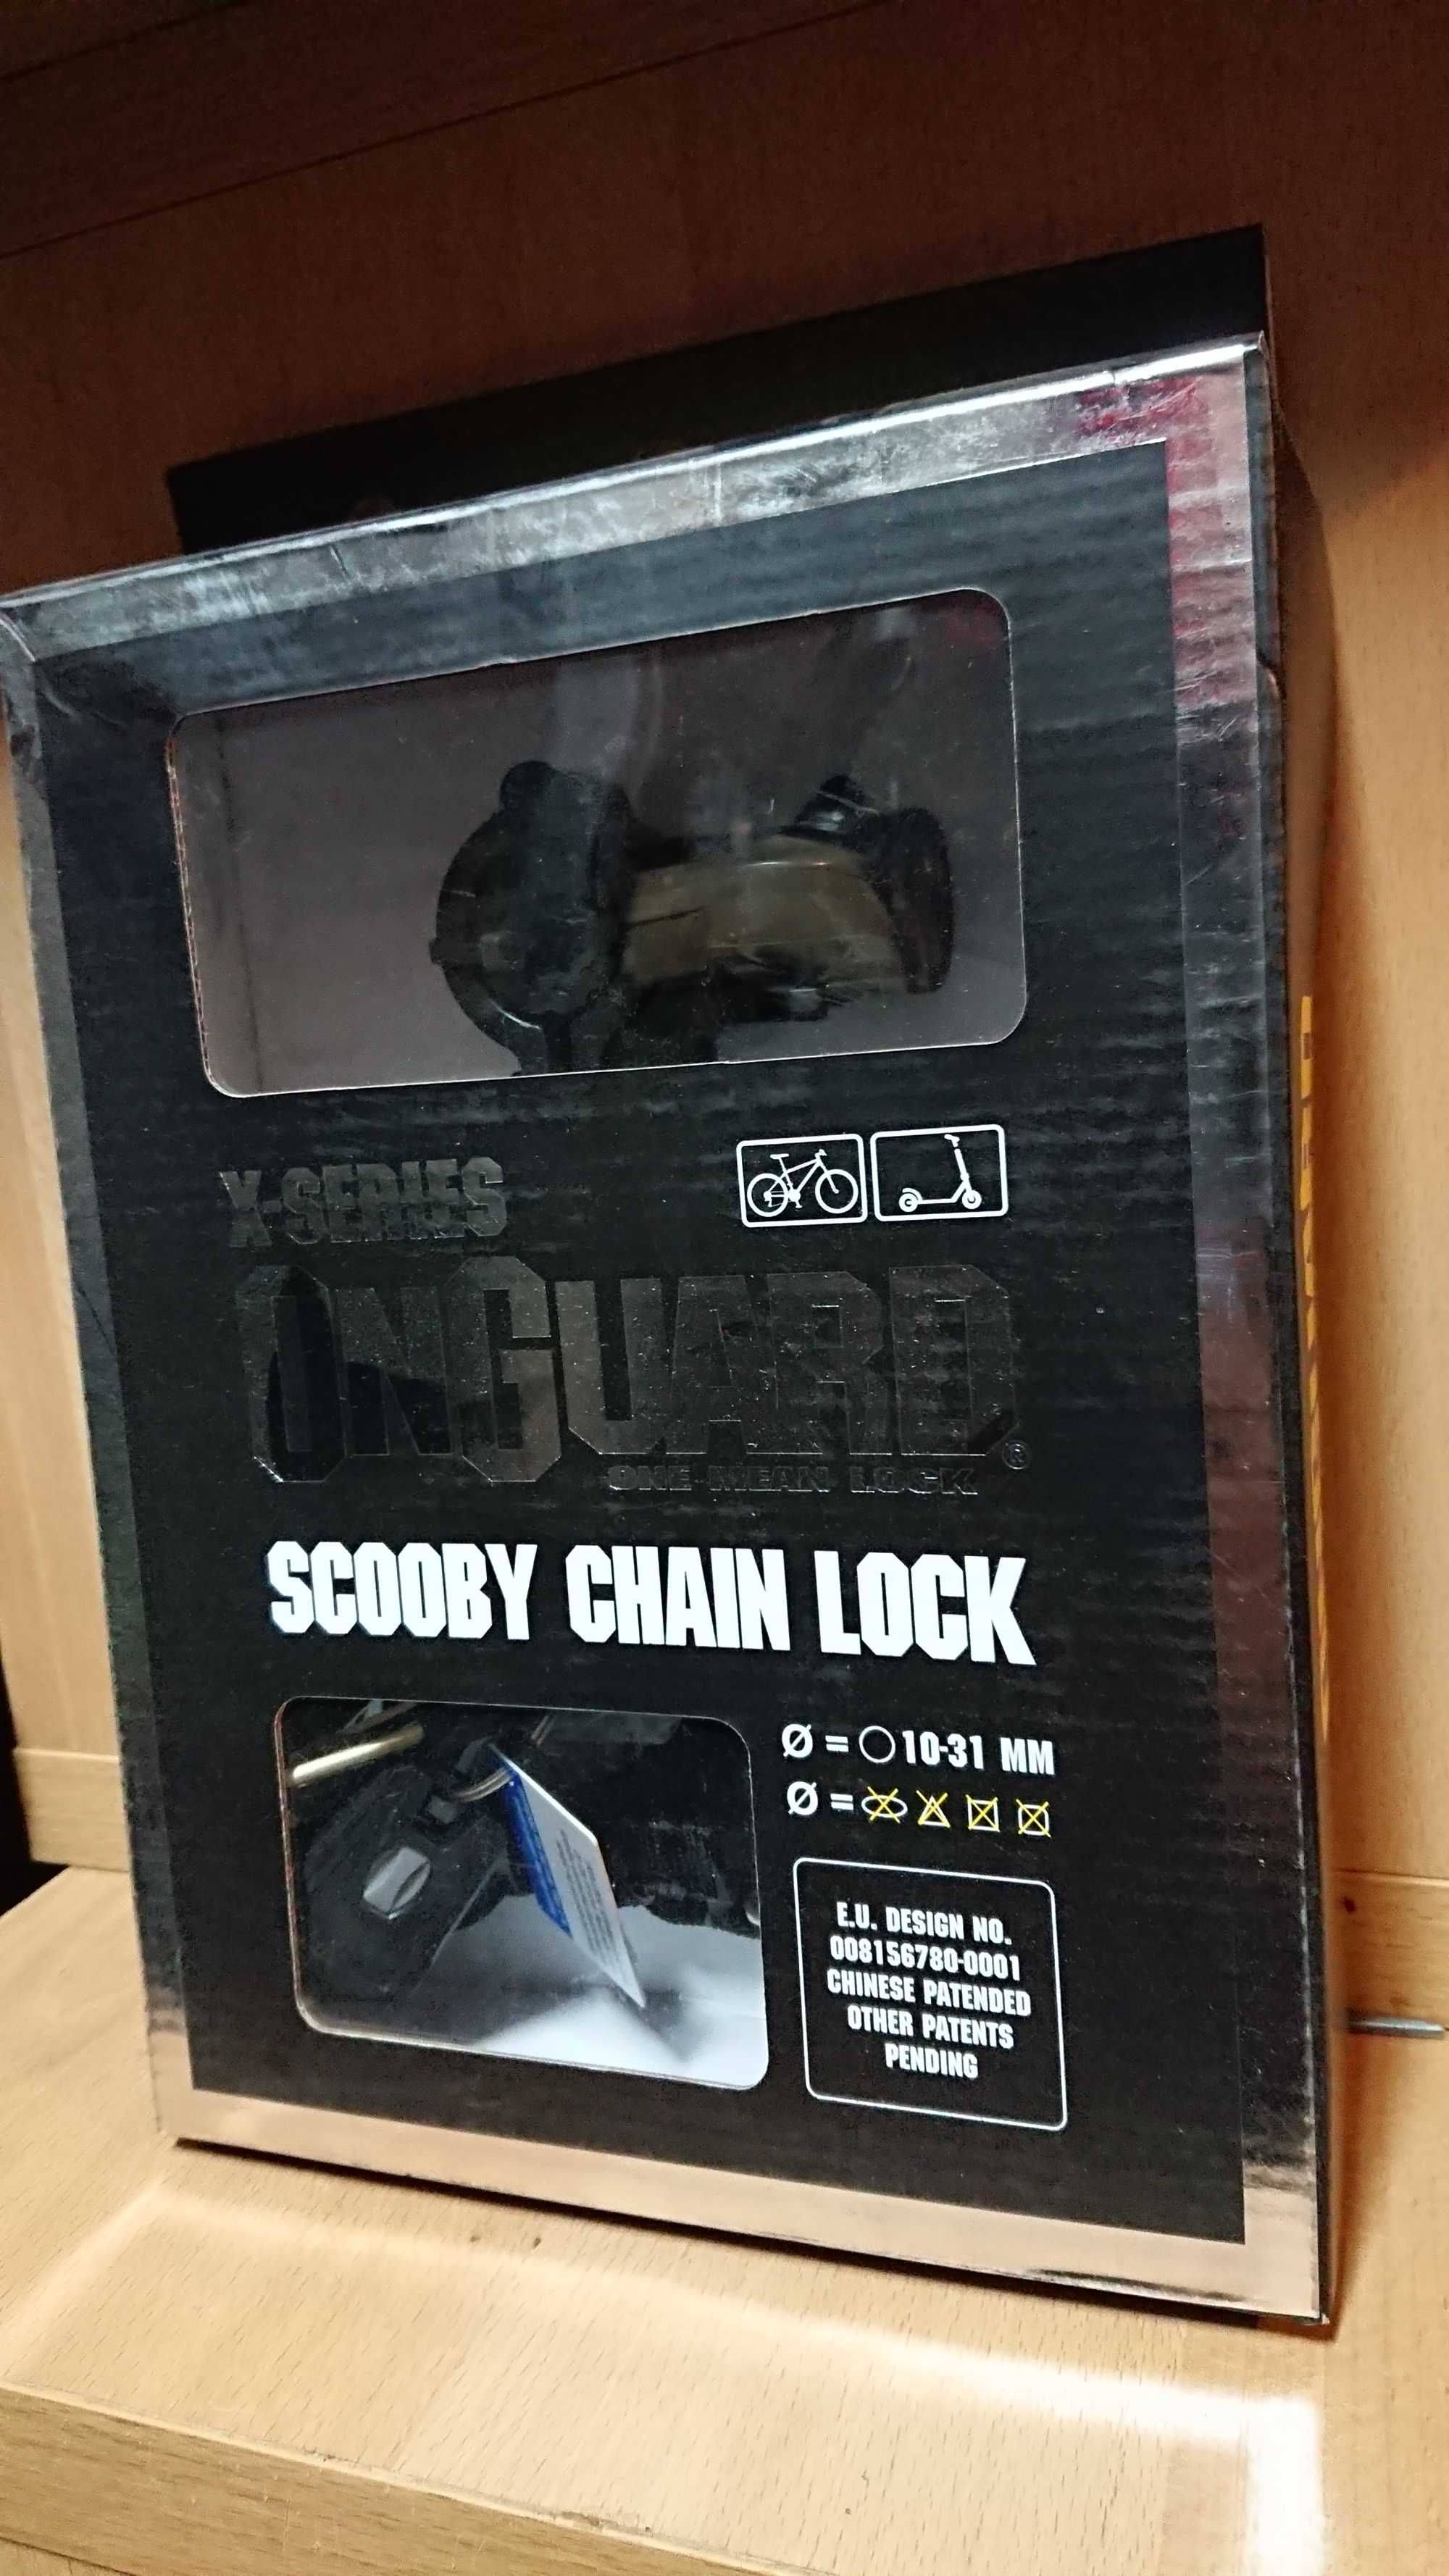 X-SERIES
ONGUARD®
ONE MEAN LOCK
SCOOBY CHAIN LOCK
Ø = ○ 10-31 MM
Ø =
E.U. DESIGN NO.
008156780-0001
CHINESE PATENTED
OTHER PATENTS
PENDING